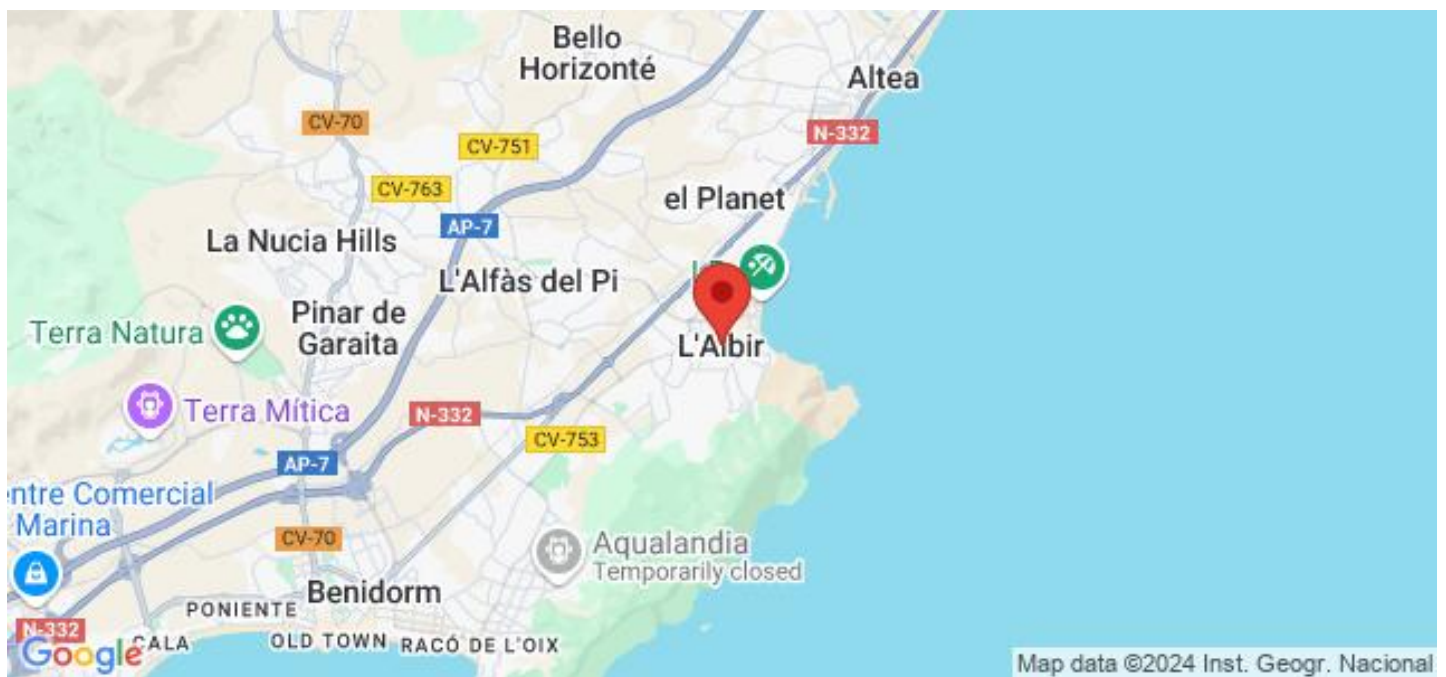 Bello
Horizonté
Altea
CV-70
N-332
CV-751
CV-763
el Planet
AP-7
La Nucia Hills
L'Alfàs del Pi
Pinar de
Garaita
Terra Natura
L'Albir
Terra Mítica
N-332
CV-753
AP-7
entre Comercial
Marina
CV-70
Aqualandia
Temporarily closed
Benidorm
PONIENTE
N-332
CALA
OLD TOWN
RACÓ DE L'OIX
Google
Map data ©2024 Inst. Geogr. Nacional